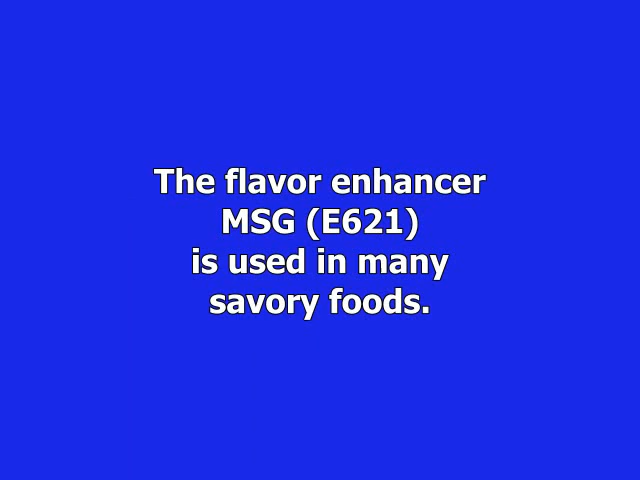 The flavor enhancer
MSG (E621)
is used in many
savory foods.